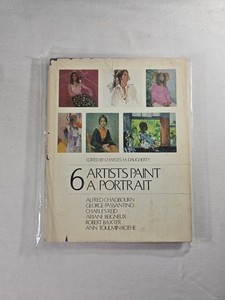 EDITED BY CHARLES M. DAUGHERTY
6 ARTISTS PAINT
A PORTRAIT
ALFRED CHADBOURN
GEORGE PASSANTINO
CHARLES REID
ARIANE BEIGNEUX
ROBERT BAXTER
ANN TOULMIN-ROTHE